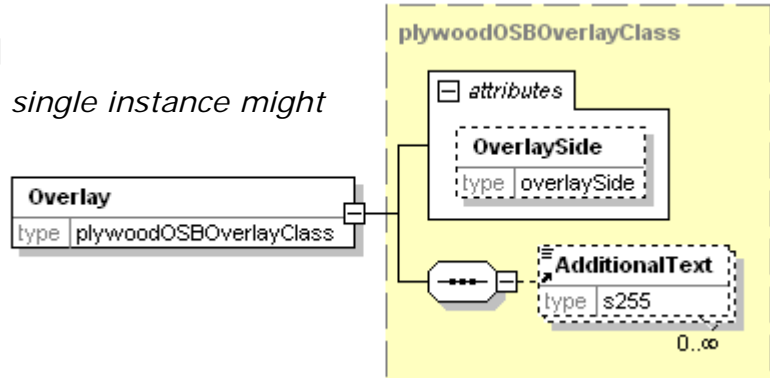 plywoodOSBOverlayClass
single instance might
attributes
OverlaySide
type overlaySide
Overlay
type plywoodOSBOverlayClass
AdditionalText
type s255
0..∞